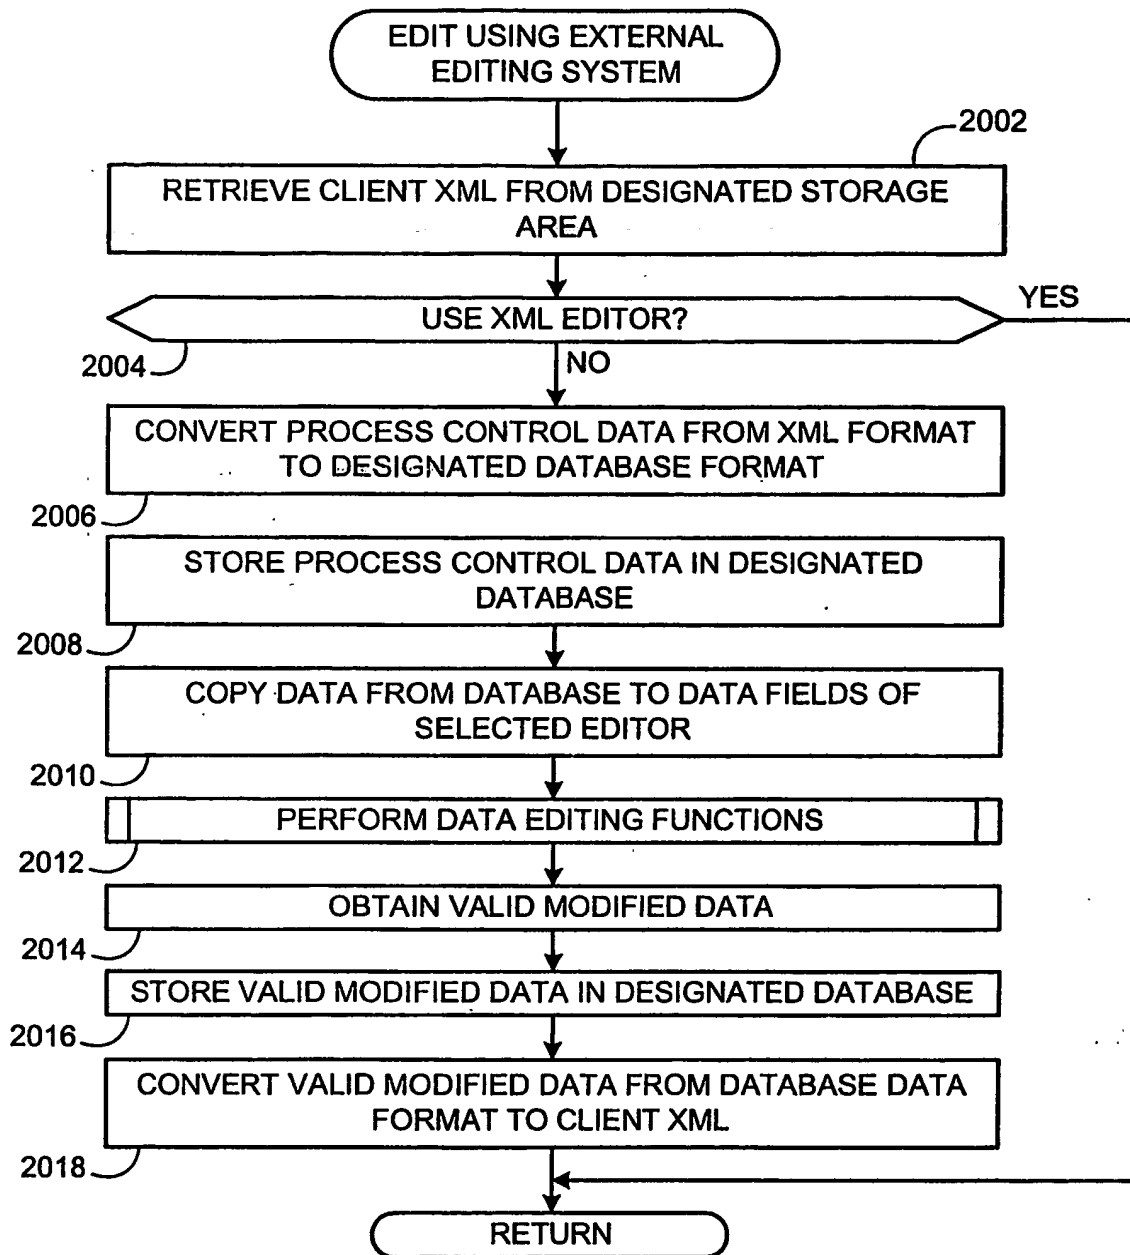 EDIT USING EXTERNAL
EDITING SYSTEM
2002
RETRIEVE CLIENT XML FROM DESIGNATED STORAGE
AREA
YES
USE XML EDITOR?
2004
NO
CONVERT PROCESS CONTROL DATA FROM XML FORMAT
TO DESIGNATED DATABASE FORMAT
2006
STORE PROCESS CONTROL DATA IN DESIGNATED
DATABASE
2008
COPY DATA FROM DATABASE TO DATA FIELDS OF
SELECTED EDITOR
2010
PERFORM DATA EDITING FUNCTIONS
2012
OBTAIN VALID MODIFIED DATA
2014
STORE VALID MODIFIED DATA IN DESIGNATED DATABASE
2016
CONVERT VALID MODIFIED DATA FROM DATABASE DATA
FORMAT TO CLIENT XML
2018
RETURN